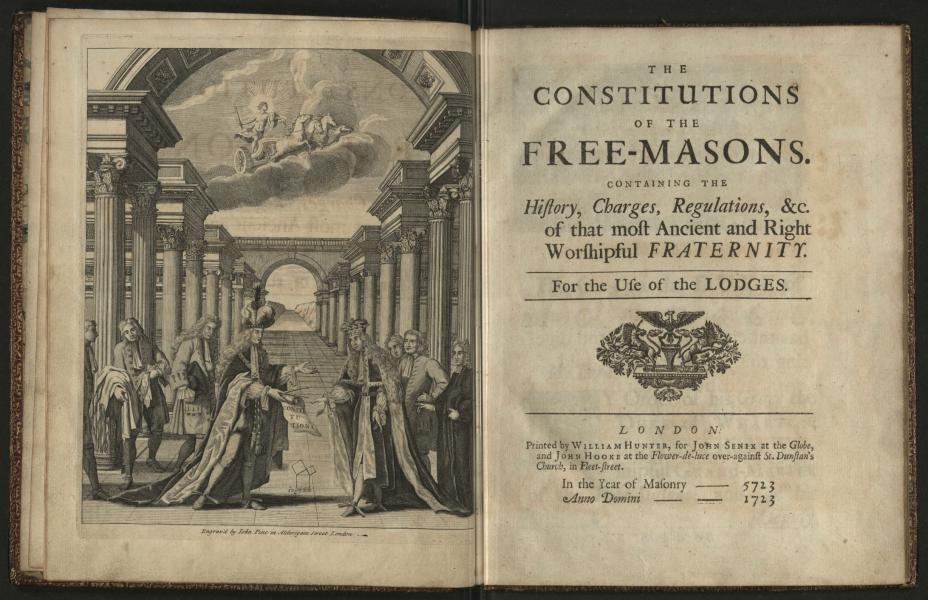 CONSTI
TU
TIONS
Engrav'd by Iohn Pine in Aldersgate street London
THE
CONSTITUTIONS
OF THE
FREE-MASONS.
CONTAINING THE
Hiſtory, Charges, Regulations, &c.
of that moſt Ancient and Right
Worſhipful FRATERNITY.
For the Uſe of the LODGES.
LONDON:
Printed by WILLIAM HUNTER, for JOHN SENEX at the Globe,
and JOHN HOOKE at the Flower-de-luce over-againſt St. Dunſtan's
Church, in Fleet-ſtreet.
In the Year of Maſonry —— 5723
Anno Domini —— —— 1723